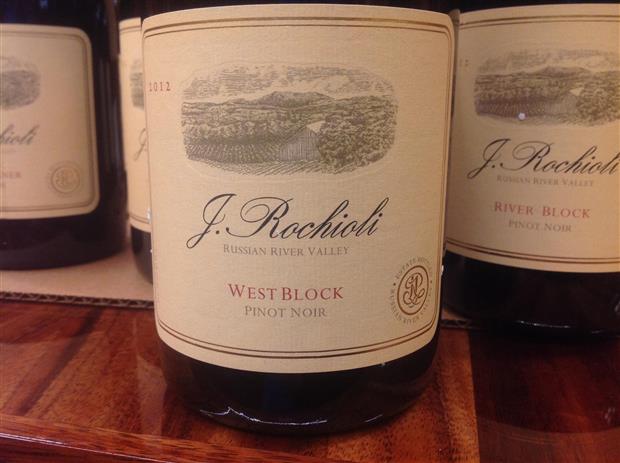 2012
J. Rochioli
RUSSIAN RIVER VALLEY
WEST BLOCK
PINOT NOIR
J. Rochioli
RUSSIAN RIVER VALLEY
RIVER BLOCK
PINOT NOIR